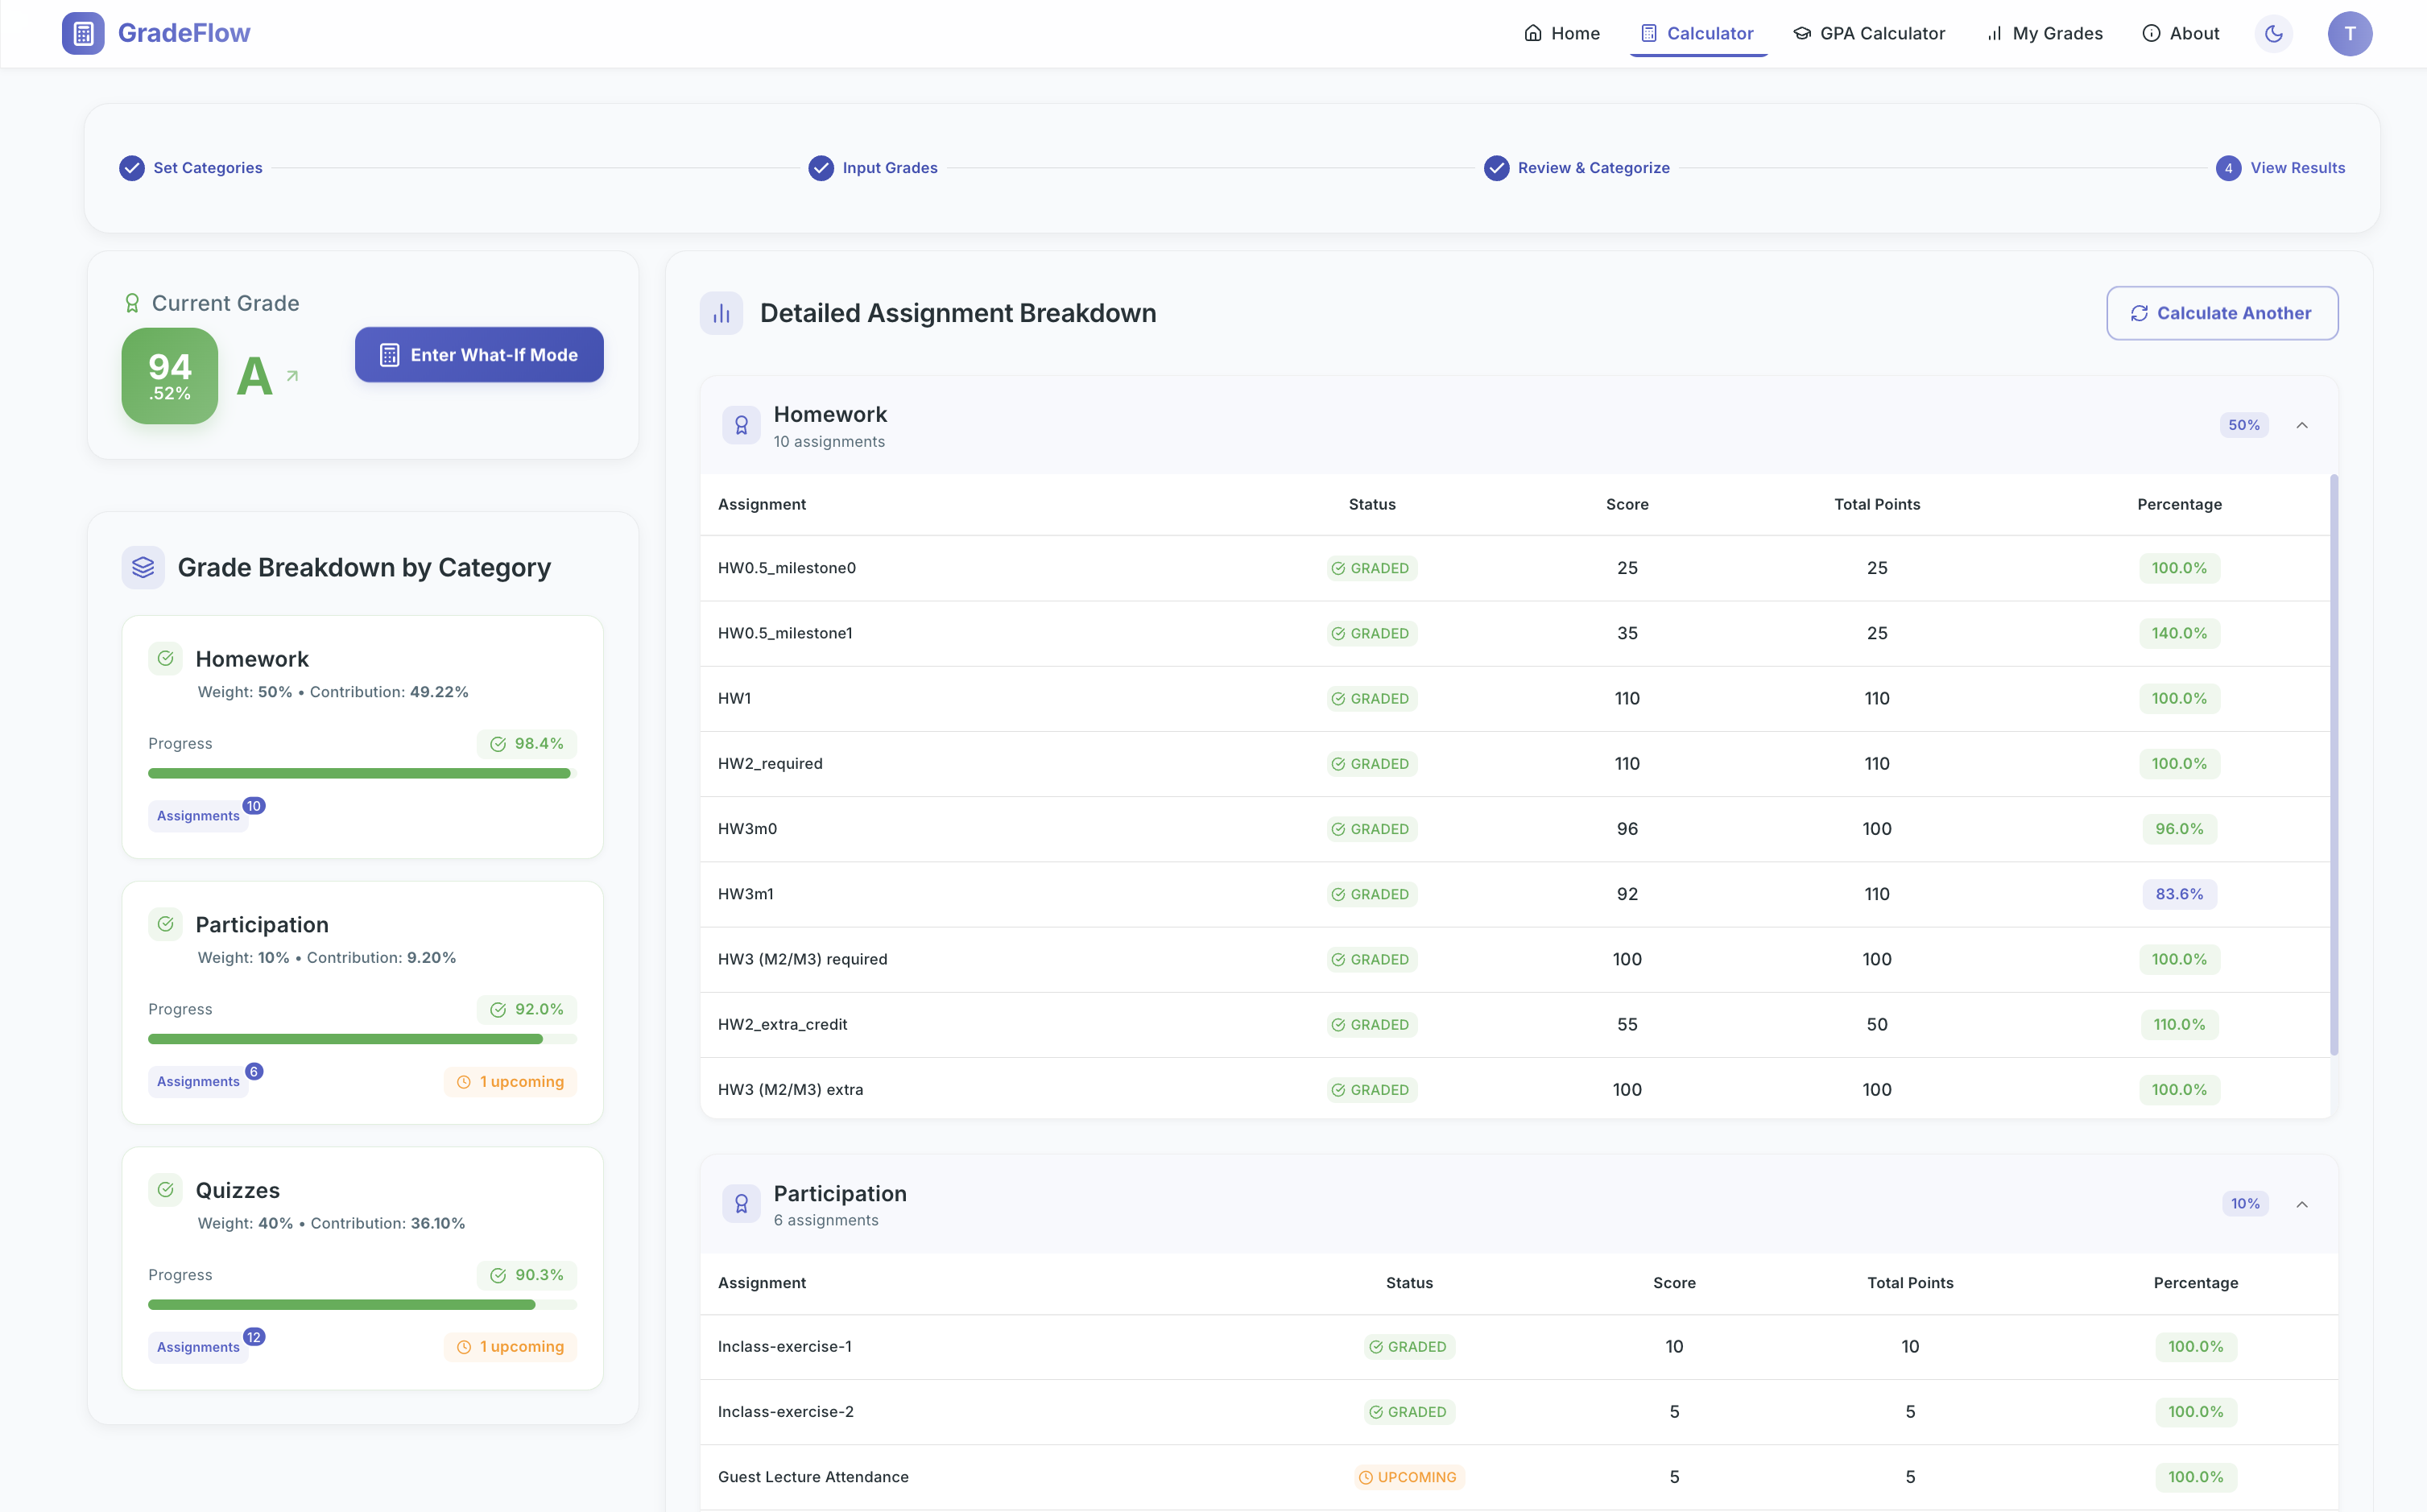 GradeFlow
Home
Calculator
GPA Calculator
My Grades
About
T
Set Categories
Input Grades
Review & Categorize
4 View Results
Current Grade
94
.52%
A
Enter What-If Mode
Grade Breakdown by Category
Homework
Weight: 50% • Contribution: 49.22%
Progress
98.4%
Assignments
10
Participation
Weight: 10% • Contribution: 9.20%
Progress
92.0%
Assignments
6
1 upcoming
Quizzes
Weight: 40% • Contribution: 36.10%
Progress
90.3%
Assignments
12
1 upcoming
Detailed Assignment Breakdown
Calculate Another
Homework
10 assignments
50%
Assignment Status Score Total Points Percentage
HW0.5_milestone0 GRADED 25 25 100.0%
HW0.5_milestone1 GRADED 35 25 140.0%
HW1 GRADED 110 110 100.0%
HW2_required GRADED 110 110 100.0%
HW3m0 GRADED 96 100 96.0%
HW3m1 GRADED 92 110 83.6%
HW3 (M2/M3) required GRADED 100 100 100.0%
HW2_extra_credit GRADED 55 50 110.0%
HW3 (M2/M3) extra GRADED 100 100 100.0%
Participation
6 assignments
10%
Assignment Status Score Total Points Percentage
Inclass-exercise-1 GRADED 10 10 100.0%
Inclass-exercise-2 GRADED 5 5 100.0%
Guest Lecture Attendance UPCOMING 5 5 100.0%